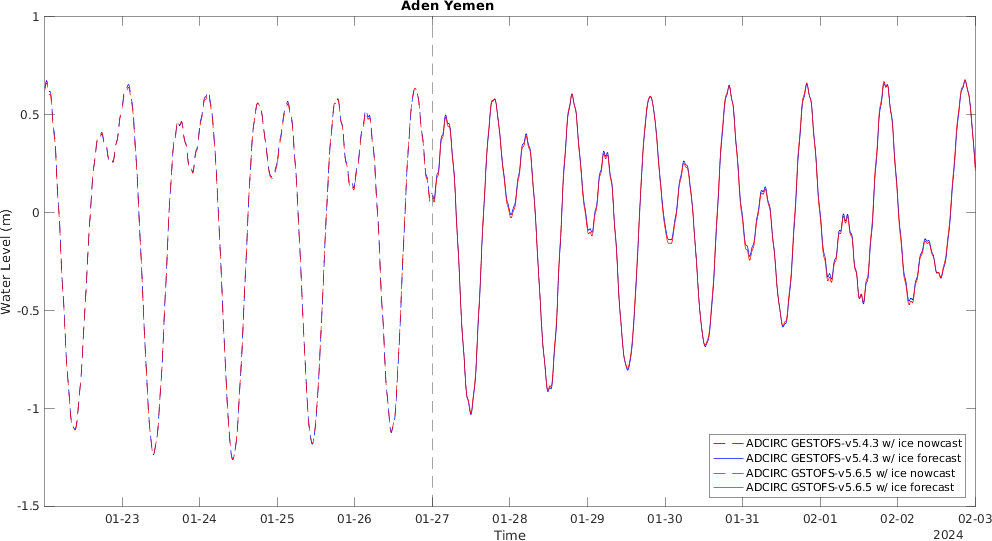 Aden Yemen
1
0.5
0
-0.5
-1
-1.5
Water Level (m)
ADCIRC GESTOFS-v5.4.3 w/ ice nowcast
ADCIRC GESTOFS-v5.4.3 w/ ice forecast
ADCIRC GSTOFS-v5.6.5 w/ ice nowcast
ADCIRC GSTOFS-v5.6.5 w/ ice forecast
01-23 01-24 01-25 01-26 01-27 01-28 01-29 01-30 01-31 02-01 02-02 02-03
Time
2024